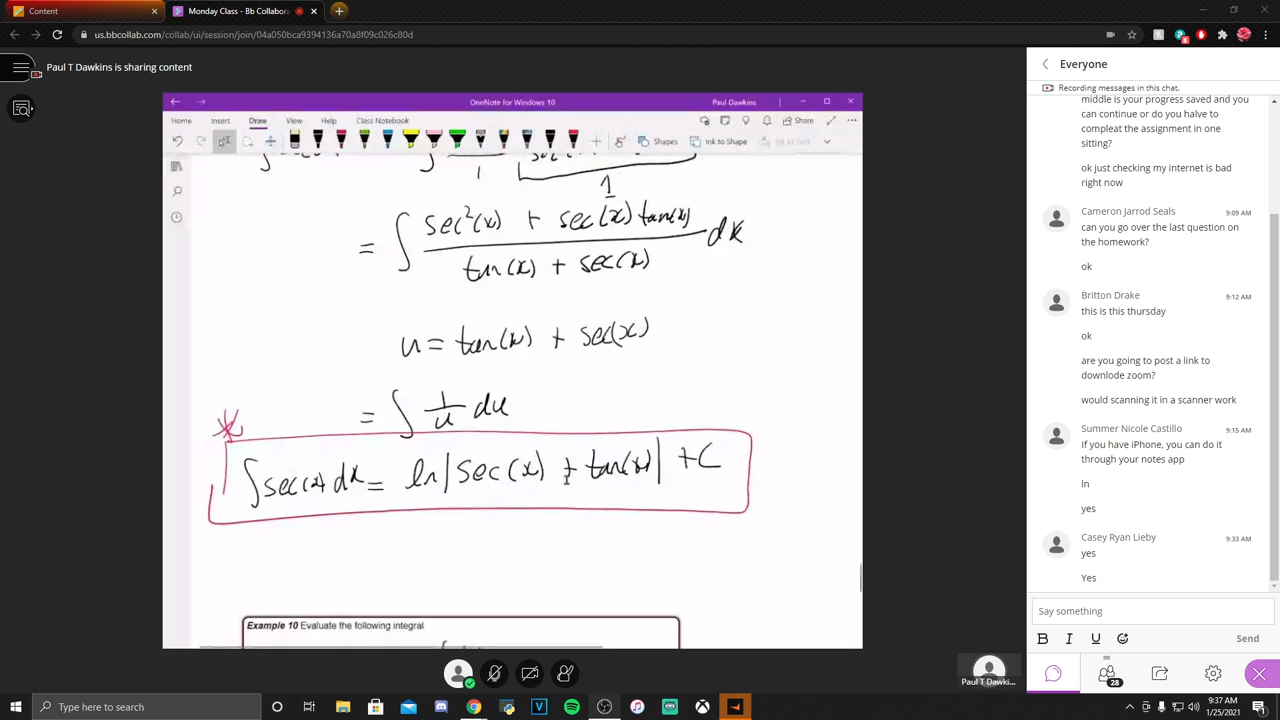 Content
Monday Class - Bb Collabora
us.bbcollab.com/collab/ui/session/join/04a050bca9394136a70a8f09c026c80d
Paul T Dawkins is sharing content
OneNote for Windows 10
Paul Dawkins
Home Insert Draw View Help Class Notebook
Share
Shapes Ink to Shape Ink to Text
1
1
= ∫ sec²(x) + sec(x) tan(x) / tan(x) + sec(x) dx
u = tan(x) + sec(x)
= ∫ 1/u du
* ∫ sec(x) dx = ln|sec(x) + tan(x)| + C
Example 10 Evaluate the following integral
Everyone
Recording messages in this chat.
middle is your progress saved and you
can continue or do you halve to
compleat the assignment in one
sitting?
ok just checking my internet is bad
right now
Cameron Jarrod Seals 9:09 AM
can you go over the last question on
the homework?
ok
Britton Drake 9:12 AM
this is this thursday
ok
are you going to post a link to
downlode zoom?
would scanning it in a scanner work
Summer Nicole Castillo 9:15 AM
If you have iPhone, you can do it
through your notes app
ln
yes
Casey Ryan Lieby 9:33 AM
yes
Yes
Say something
B I U Send
Paul T Dawki...
23
Type here to search
9:37 AM
1/25/2021